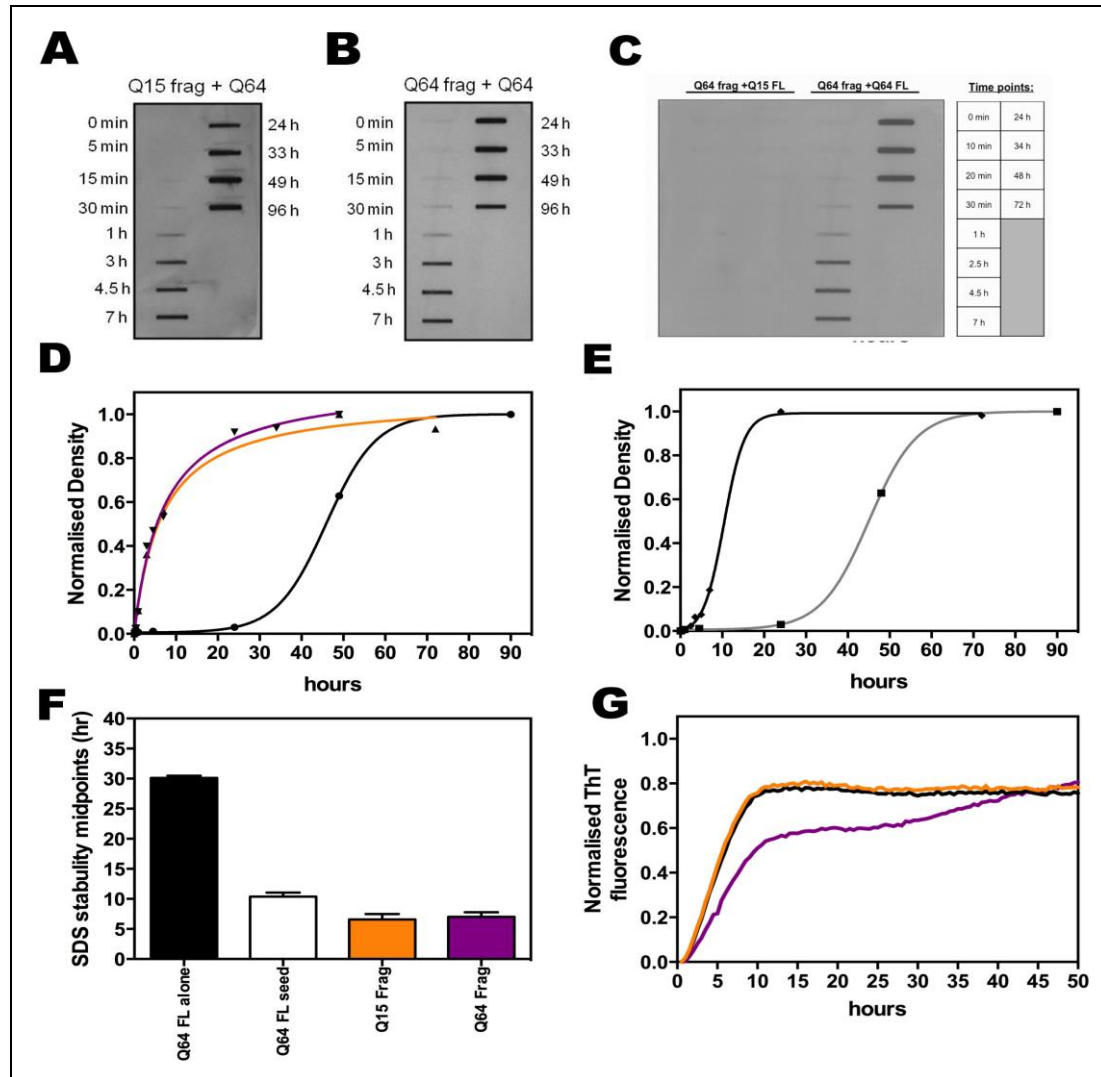 A
Q15 frag + Q64
0 min
5 min
15 min
30 min
1 h
3 h
4.5 h
7 h
24 h
33 h
49 h
96 h
B
Q64 frag + Q64
0 min
5 min
15 min
30 min
1 h
3 h
4.5 h
7 h
24 h
33 h
49 h
96 h
C
Q64 frag +Q15 FL
Q64 frag +Q64 FL
Time points:
0 min 24 h
10 min 34 h
20 min 48 h
30 min 72 h
1 h
2.5 h
4.5 h
7 h
D
Normalised Density
1.0
0.8
0.6
0.4
0.2
0.0
0 10 20 30 40 50 60 70 80 90
hours
E
Normalised Density
1.0
0.8
0.6
0.4
0.2
0.0
0 10 20 30 40 50 60 70 80 90
hours
F
SDS stabulity midpoints (hr)
40
35
30
25
20
15
10
5
0
Q64 FL alone
Q64 FL seed
Q15 Frag
Q64 Frag
G
Normalised ThT
fluorescence
1.0
0.8
0.6
0.4
0.2
0.0
0 5 10 15 20 25 30 35 40 45 50
hours